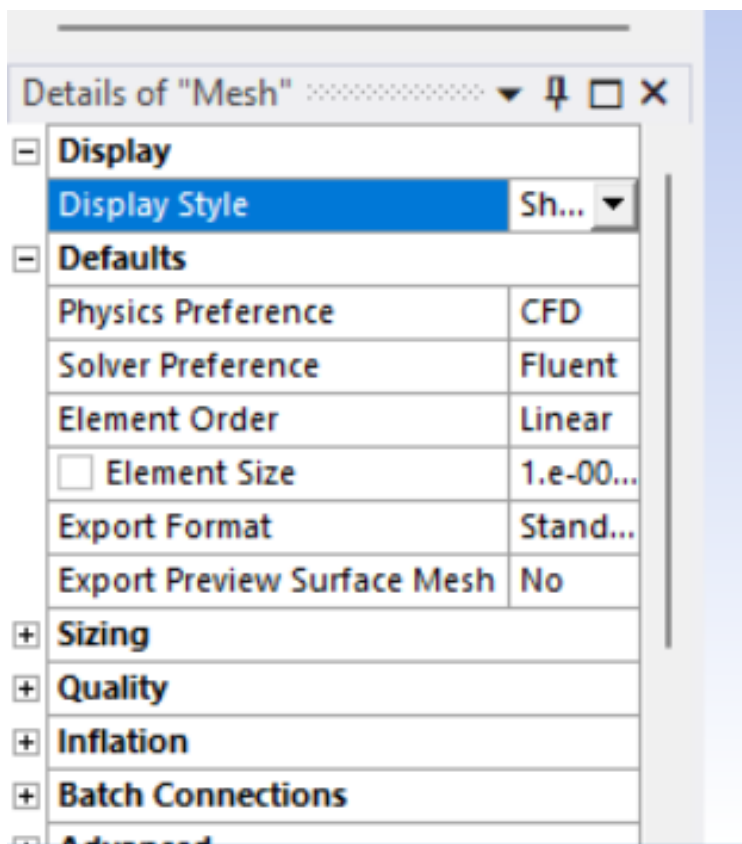 Details of "Mesh"
Display
Display Style Sh...
Defaults
Physics Preference CFD
Solver Preference Fluent
Element Order Linear
Element Size 1.e-00...
Export Format Stand...
Export Preview Surface Mesh No
Sizing
Quality
Inflation
Batch Connections
Advanced